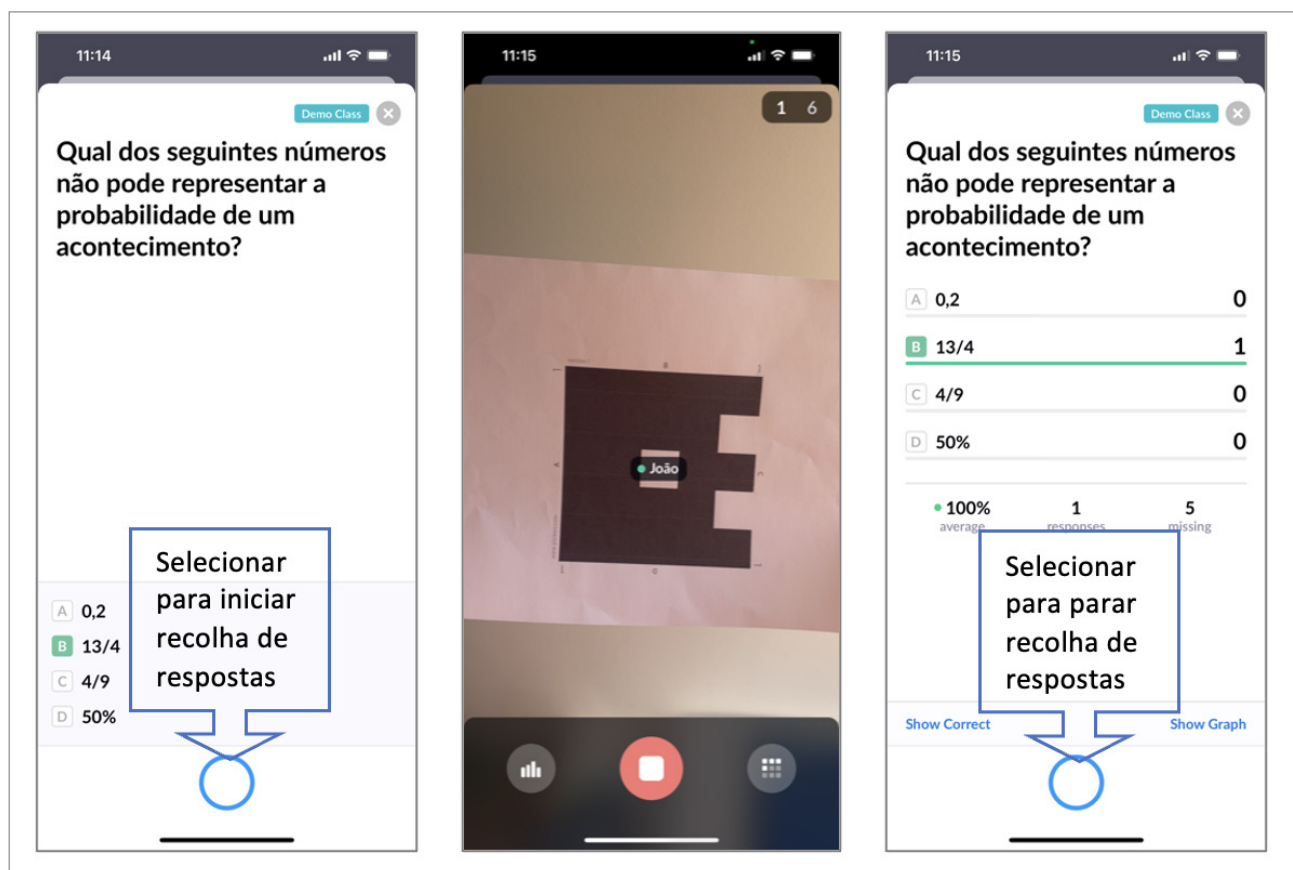 11:14
Demo Class
Qual dos seguintes números
não pode representar a
probabilidade de um
acontecimento?
A 0,2
B 13/4
C 4/9
D 50%
Selecionar
para iniciar
recolha de
respostas
11:15
1 6
B
A
João
C
D
11:15
Demo Class
Qual dos seguintes números
não pode representar a
probabilidade de um
acontecimento?
A 0,2 0
B 13/4 1
C 4/9 0
D 50% 0
100% 1 5
average responses missing
Selecionar
para parar
recolha de
respostas
Show Correct Show Graph